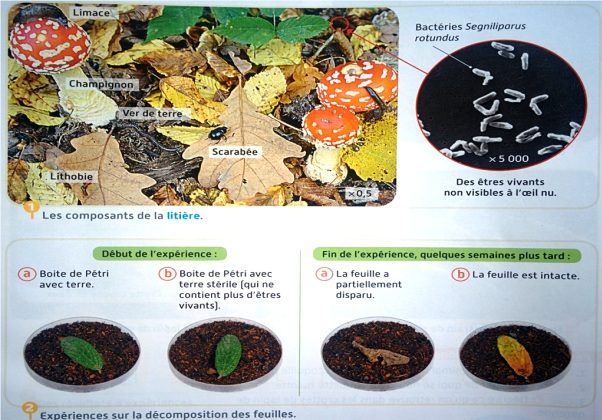 Limace
Champignon
Ver de terre
Scarabée
Lithobie
×0,5
Bactéries Segniliparus
rotundus
×5 000
Des êtres vivants
non visibles à l'œil nu.
1 Les composants de la litière.
Début de l'expérience :
a Boite de Pétri
avec terre.
b Boite de Pétri avec
terre stérile (qui ne
contient plus d'êtres
vivants).
Fin de l'expérience, quelques semaines plus tard :
a La feuille a
partiellement
disparu.
b La feuille est intacte.
2 Expériences sur la décomposition des feuilles.